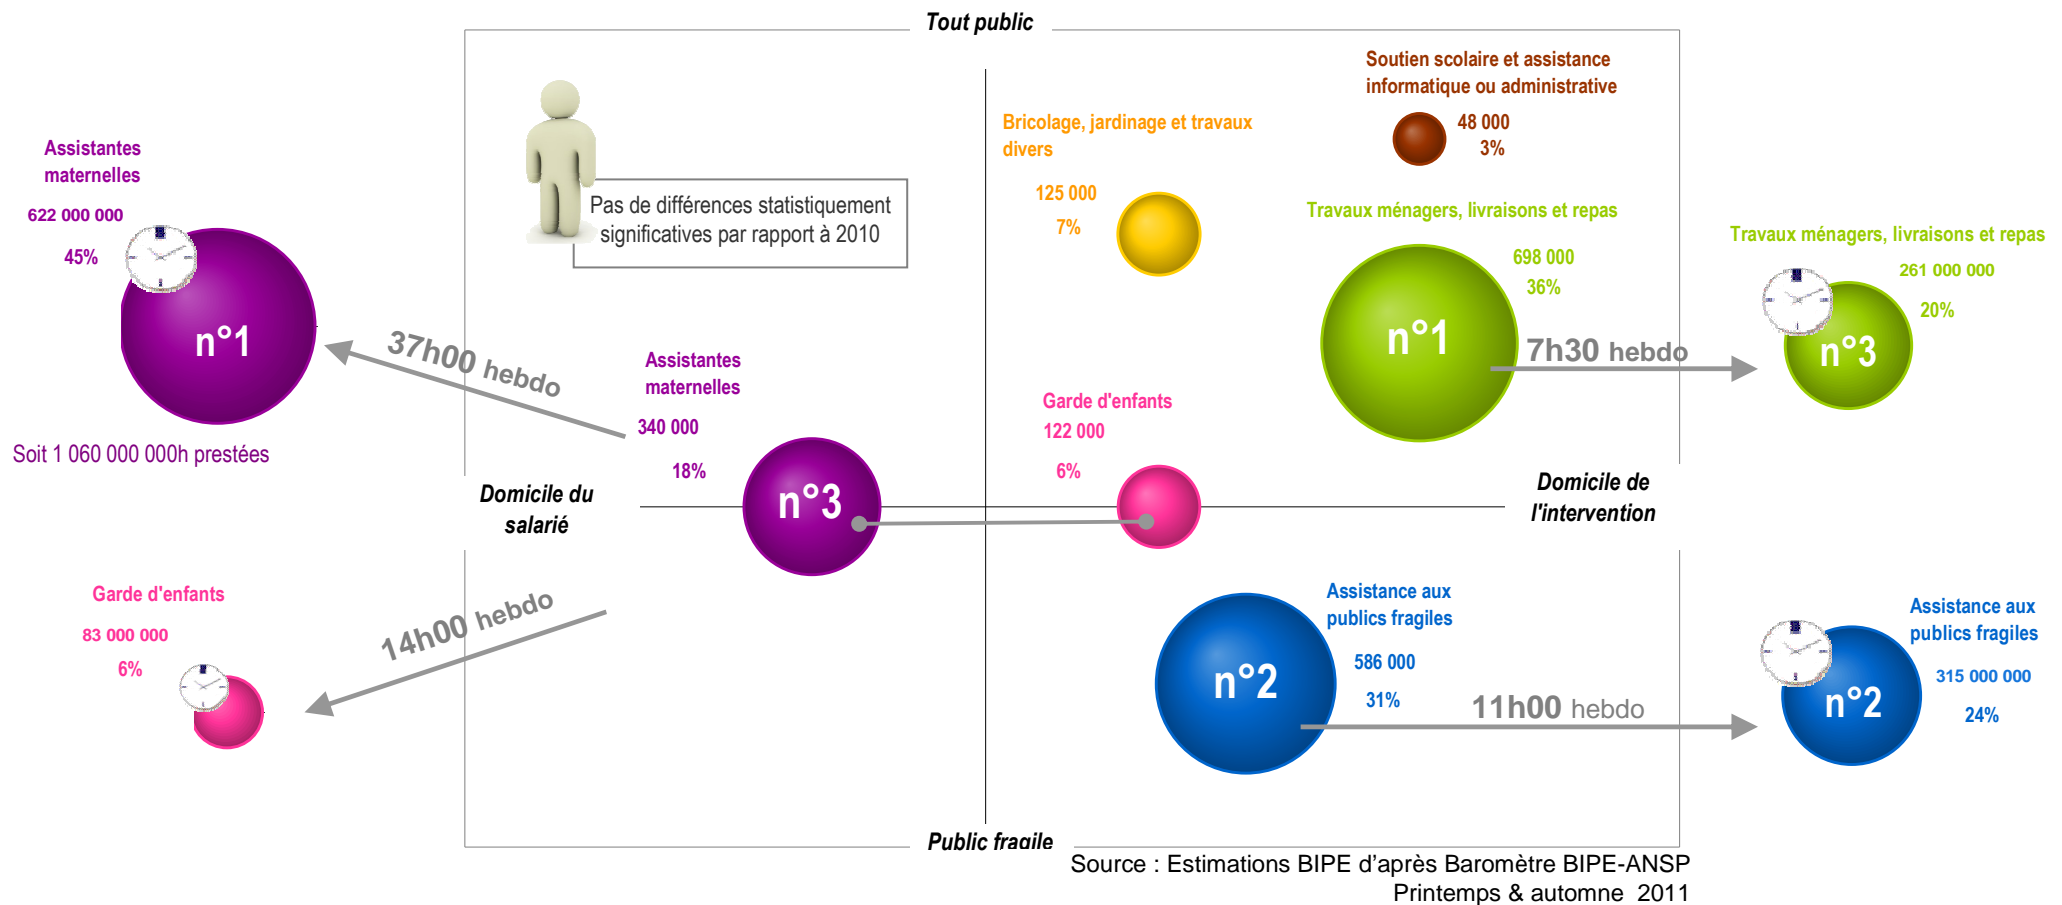 Tout public
Soutien scolaire et assistance
informatique ou administrative
48 000
3%
Bricolage, jardinage et travaux
divers
125 000
7%
Assistantes
maternelles
622 000 000
45%
n°1
Soit 1 060 000 000h prestées
Pas de différences statistiquement
significatives par rapport à 2010
Travaux ménagers, livraisons et repas
698 000
36%
n°1
7h30 hebdo
Travaux ménagers, livraisons et repas
261 000 000
20%
n°3
37h00 hebdo
Assistantes
maternelles
340 000
18%
n°3
Garde d'enfants
122 000
6%
Domicile du
salarié
Domicile de
l'intervention
Garde d'enfants
83 000 000
6%
14h00 hebdo
Assistance aux
publics fragiles
586 000
31%
n°2
11h00 hebdo
Assistance aux
publics fragiles
315 000 000
24%
n°2
Public fragile
Source : Estimations BIPE d’après Baromètre BIPE-ANSP
Printemps & automne 2011